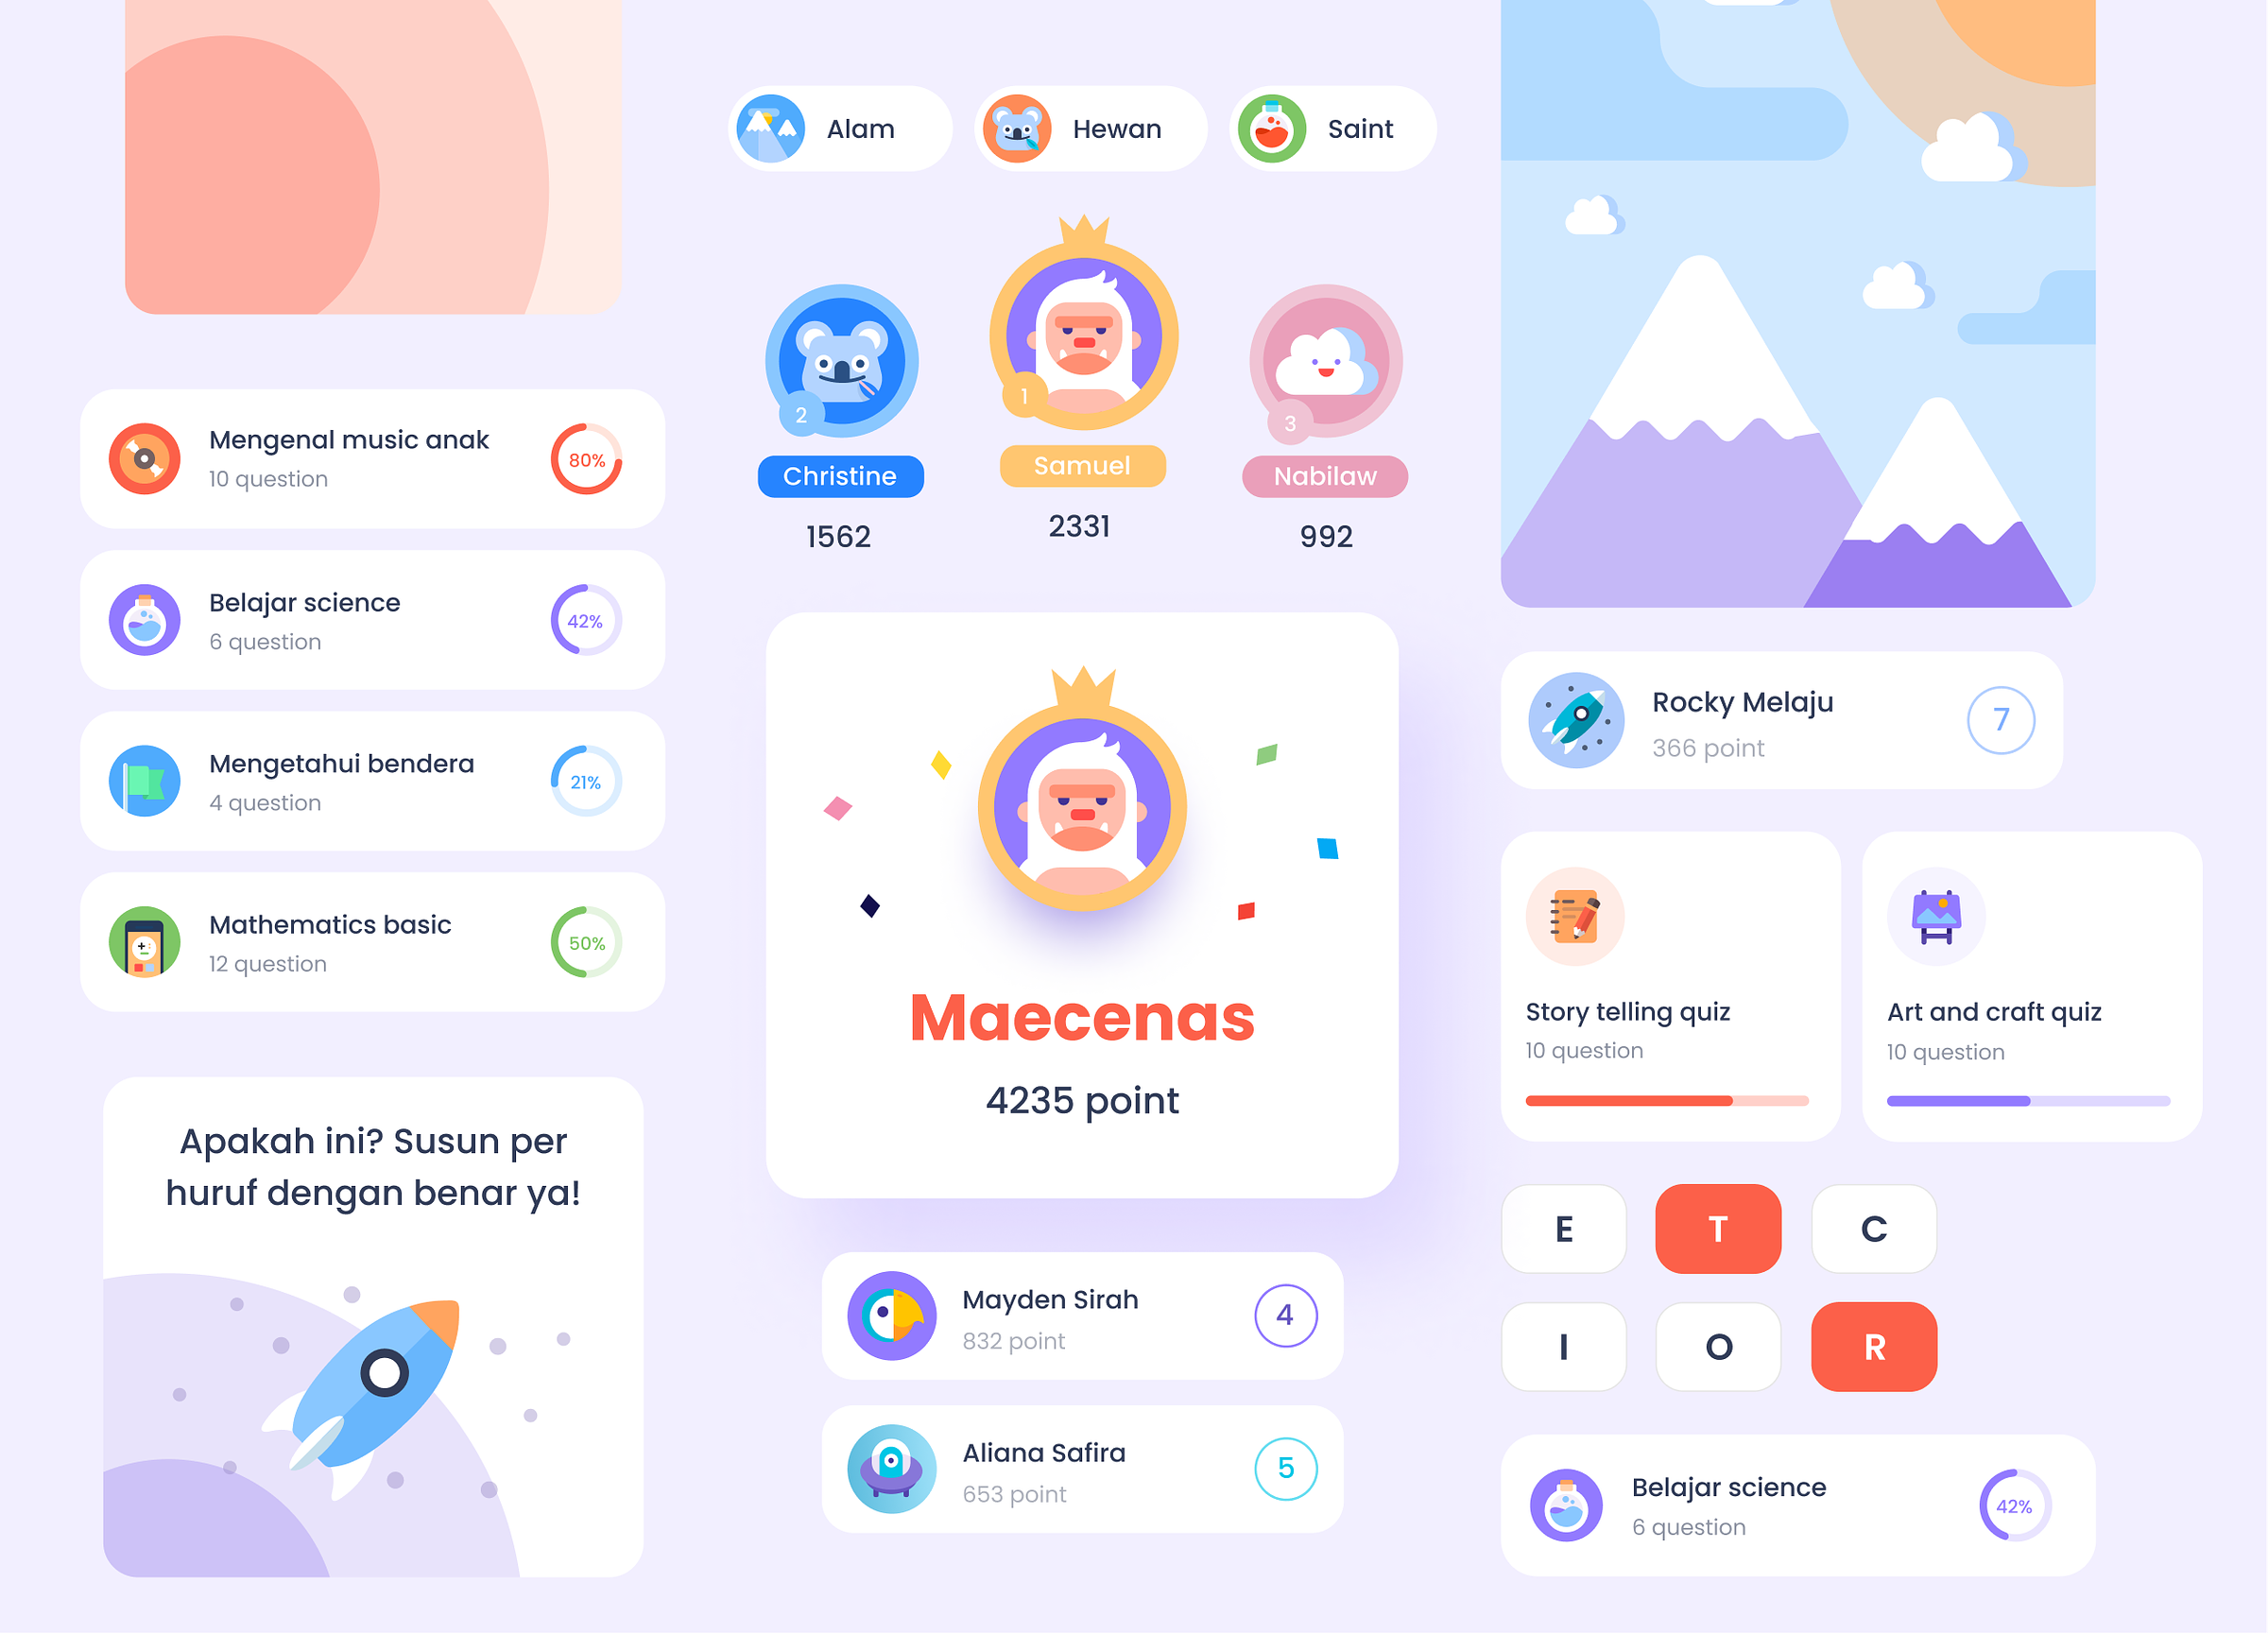 Mengenal music anak
10 question
80%
Belajar science
6 question
42%
Mengetahui bendera
4 question
21%
Mathematics basic
12 question
50%
Apakah ini? Susun per
huruf dengan benar ya!
Alam
Hewan
Saint
2
Christine
1562
1
Samuel
2331
3
Nabilaw
992
Maecenas
4235 point
Mayden Sirah
832 point
4
Aliana Safira
653 point
5
Rocky Melaju
366 point
7
Story telling quiz
10 question
Art and craft quiz
10 question
E T C
I O R
Belajar science
6 question
42%